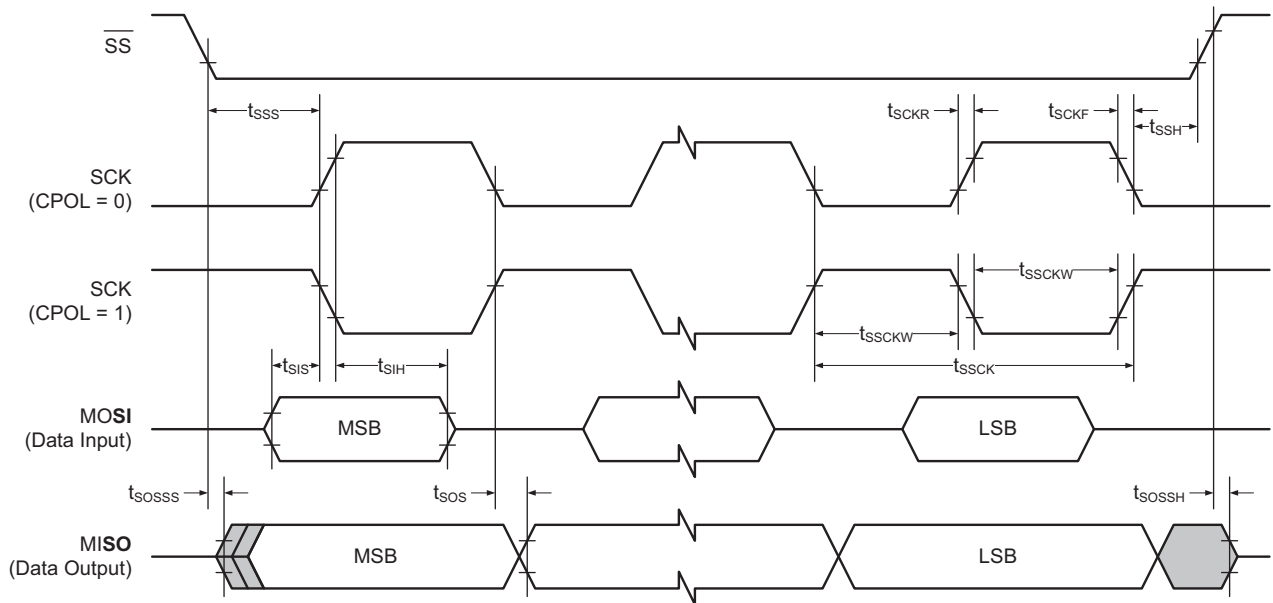 SS
tSSS
tSCKR
tSCKF
tSSH
SCK
(CPOL = 0)
SCK
(CPOL = 1)
tSSCKW
tSSCKW
tSIS
tSIH
tSSCK
MOSI
(Data Input)
MSB
LSB
tSOSSS
tSOS
tSOSSH
MISO
(Data Output)
MSB
LSB